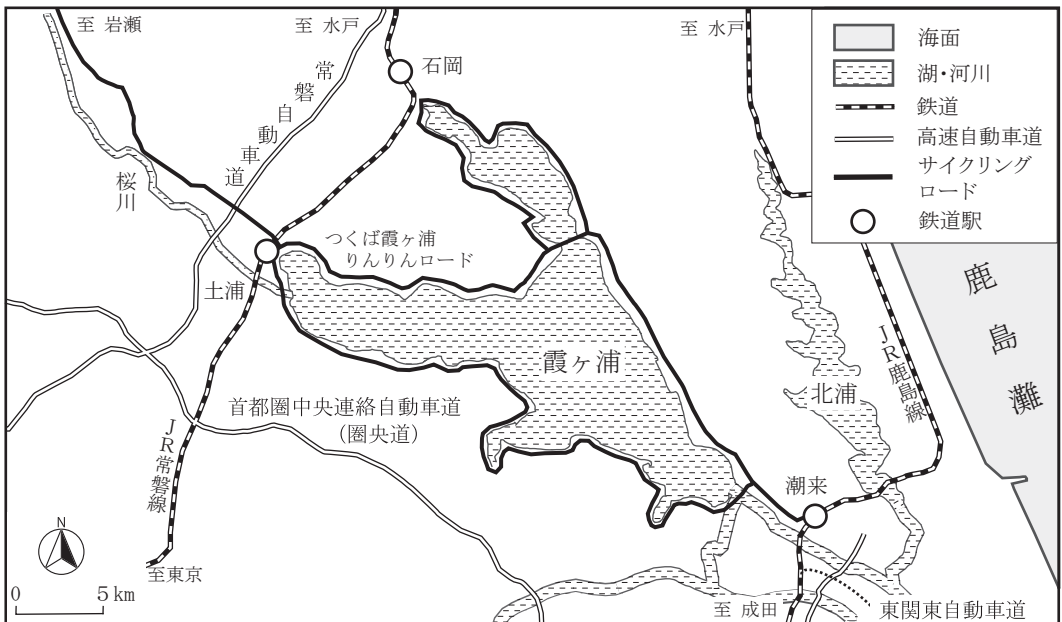 至 岩瀬
至 水戸
至 水戸
石岡
常磐自動車道
桜川
つくば霞ヶ浦
りんりんロード
土浦
霞ヶ浦
北浦
JR鹿島線
鹿島灘
首都圏中央連絡自動車道
(圏央道)
JR常磐線
潮来
至東京
至 成田
東関東自動車道
N
0 5 km
海面
湖・河川
鉄道
高速自動車道
サイクリング
ロード
鉄道駅